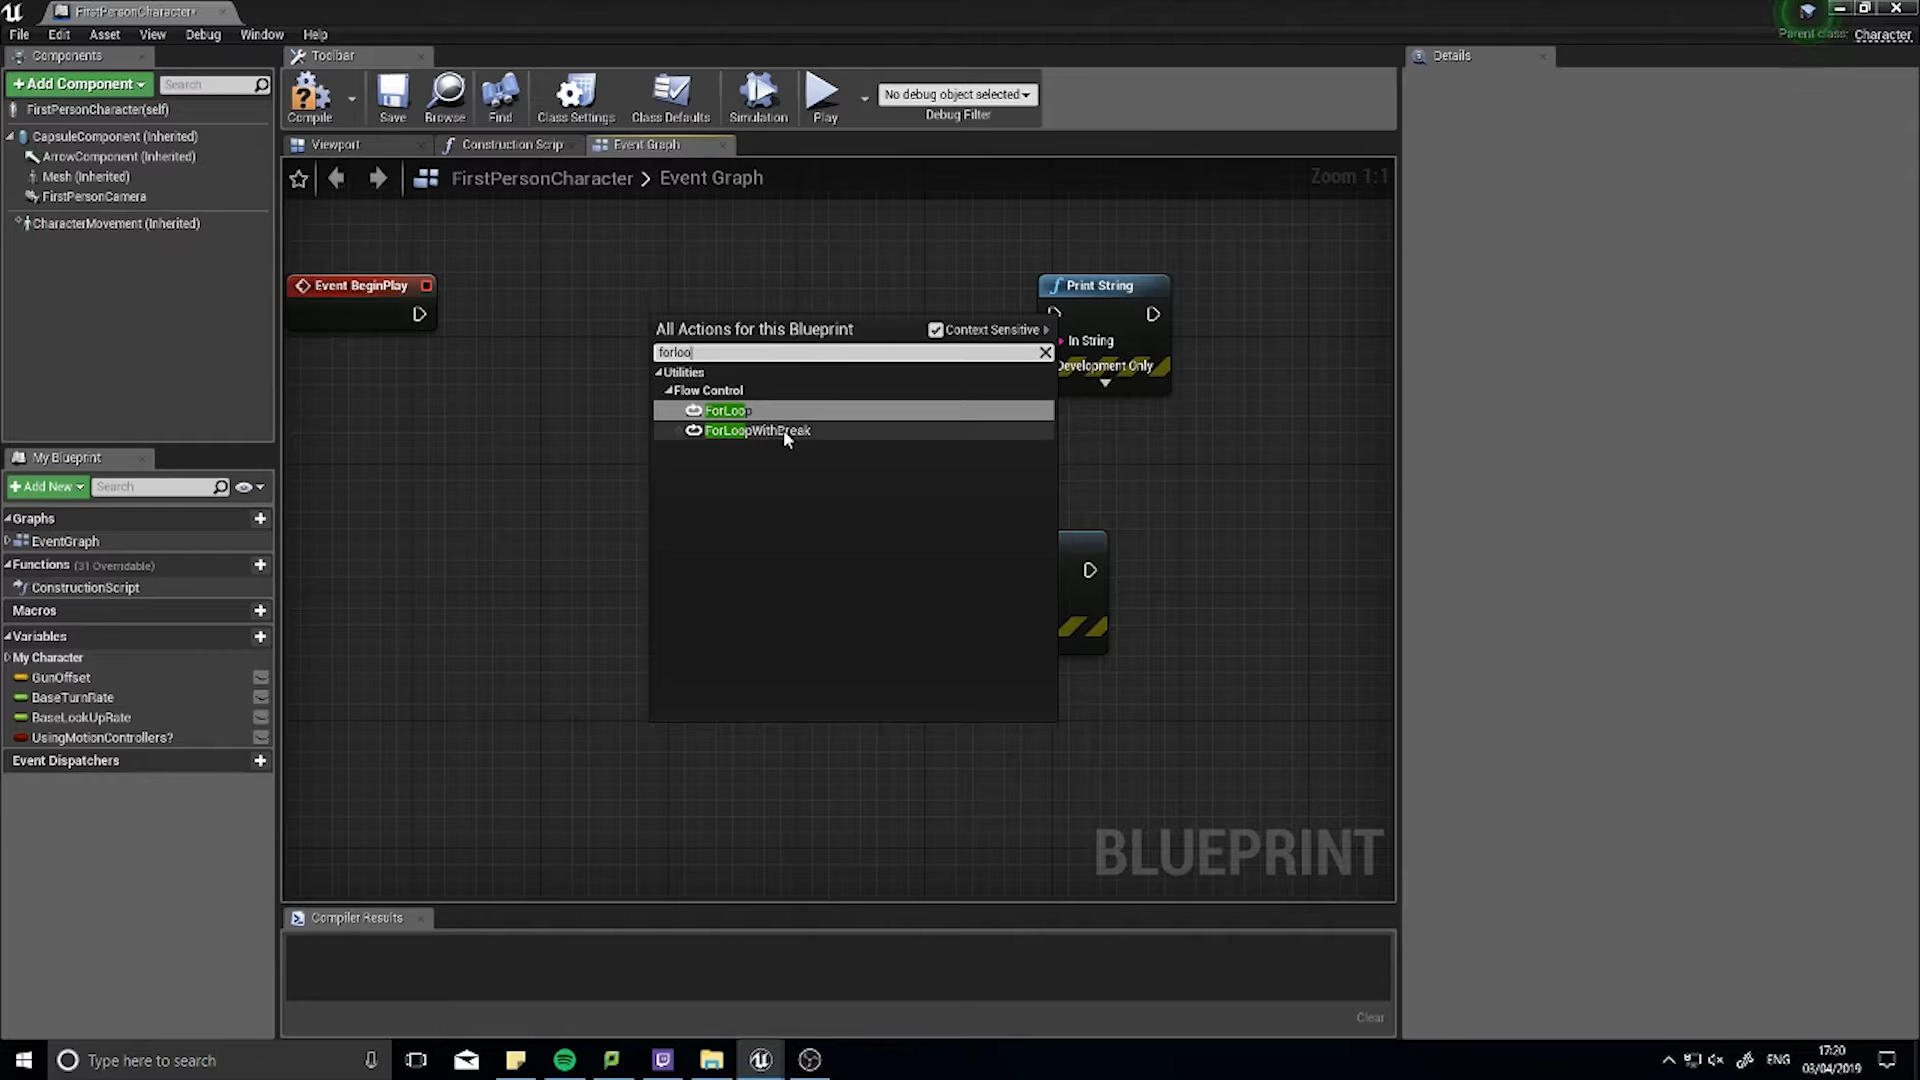 FirstPersonCharacter*
File Edit Asset View Debug Window Help
Parent class: Character
Components
Toolbar
Details
+Add Component
Search
FirstPersonCharacter(self)
CapsuleComponent (Inherited)
ArrowComponent (Inherited)
Mesh (Inherited)
FirstPersonCamera
CharacterMovement (Inherited)
Compile
Save
Browse
Find
Class Settings
Class Defaults
Simulation
Play
No debug object selected
Debug Filter
Viewport
Construction Scrip
Event Graph
FirstPersonCharacter > Event Graph
Zoom 1:1
Event BeginPlay
Print String
In String
Development Only
All Actions for this Blueprint
Context Sensitive
forloo
Utilities
Flow Control
ForLoop
ForLoopWithBreak
BLUEPRINT
My Blueprint
+Add New
Search
Graphs
EventGraph
Functions (31 Overridable)
ConstructionScript
Macros
Variables
My Character
GunOffset
BaseTurnRate
BaseLookUpRate
UsingMotionControllers?
Event Dispatchers
Compiler Results
Clear
Type here to search
ENG
17:20
03/04/2019